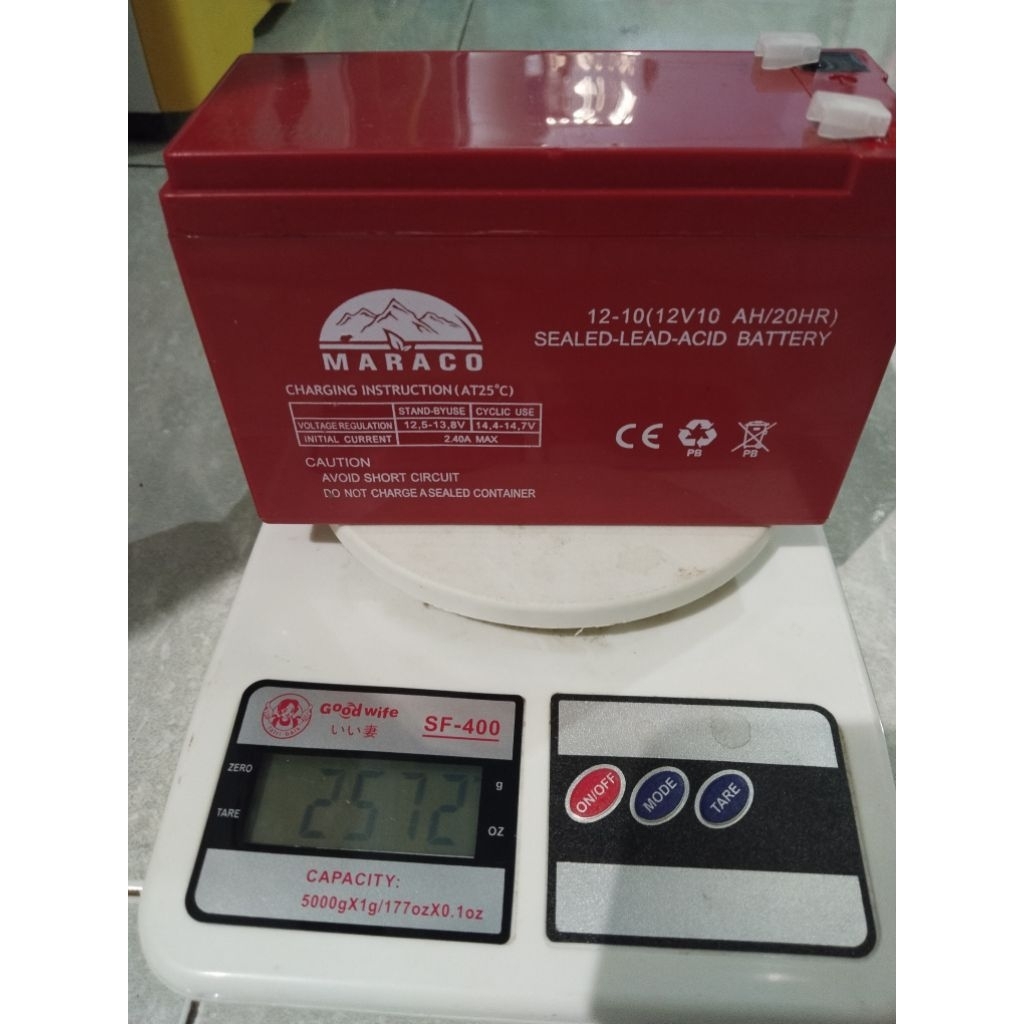 MARACO
12-10(12V10 AH/20HR)
SEALED-LEAD-ACID BATTERY
CHARGING INSTRUCTION(AT25°C)
STAND-BYUSE CYCLIC USE
VOLTAGE REGULATION 12,5-13,8V 14,4-14,7V
INITIAL CURRENT 2.40A MAX
CE PB PB
CAUTION
AVOID SHORT CIRCUIT
DO NOT CHARGE A SEALED CONTAINER
Good wife
いい妻
SF-400
ZERO
TARE
2572
g
OZ
CAPACITY:
5000gX1g/177ozX0.1oz
ON/OFF
MODE
TARE